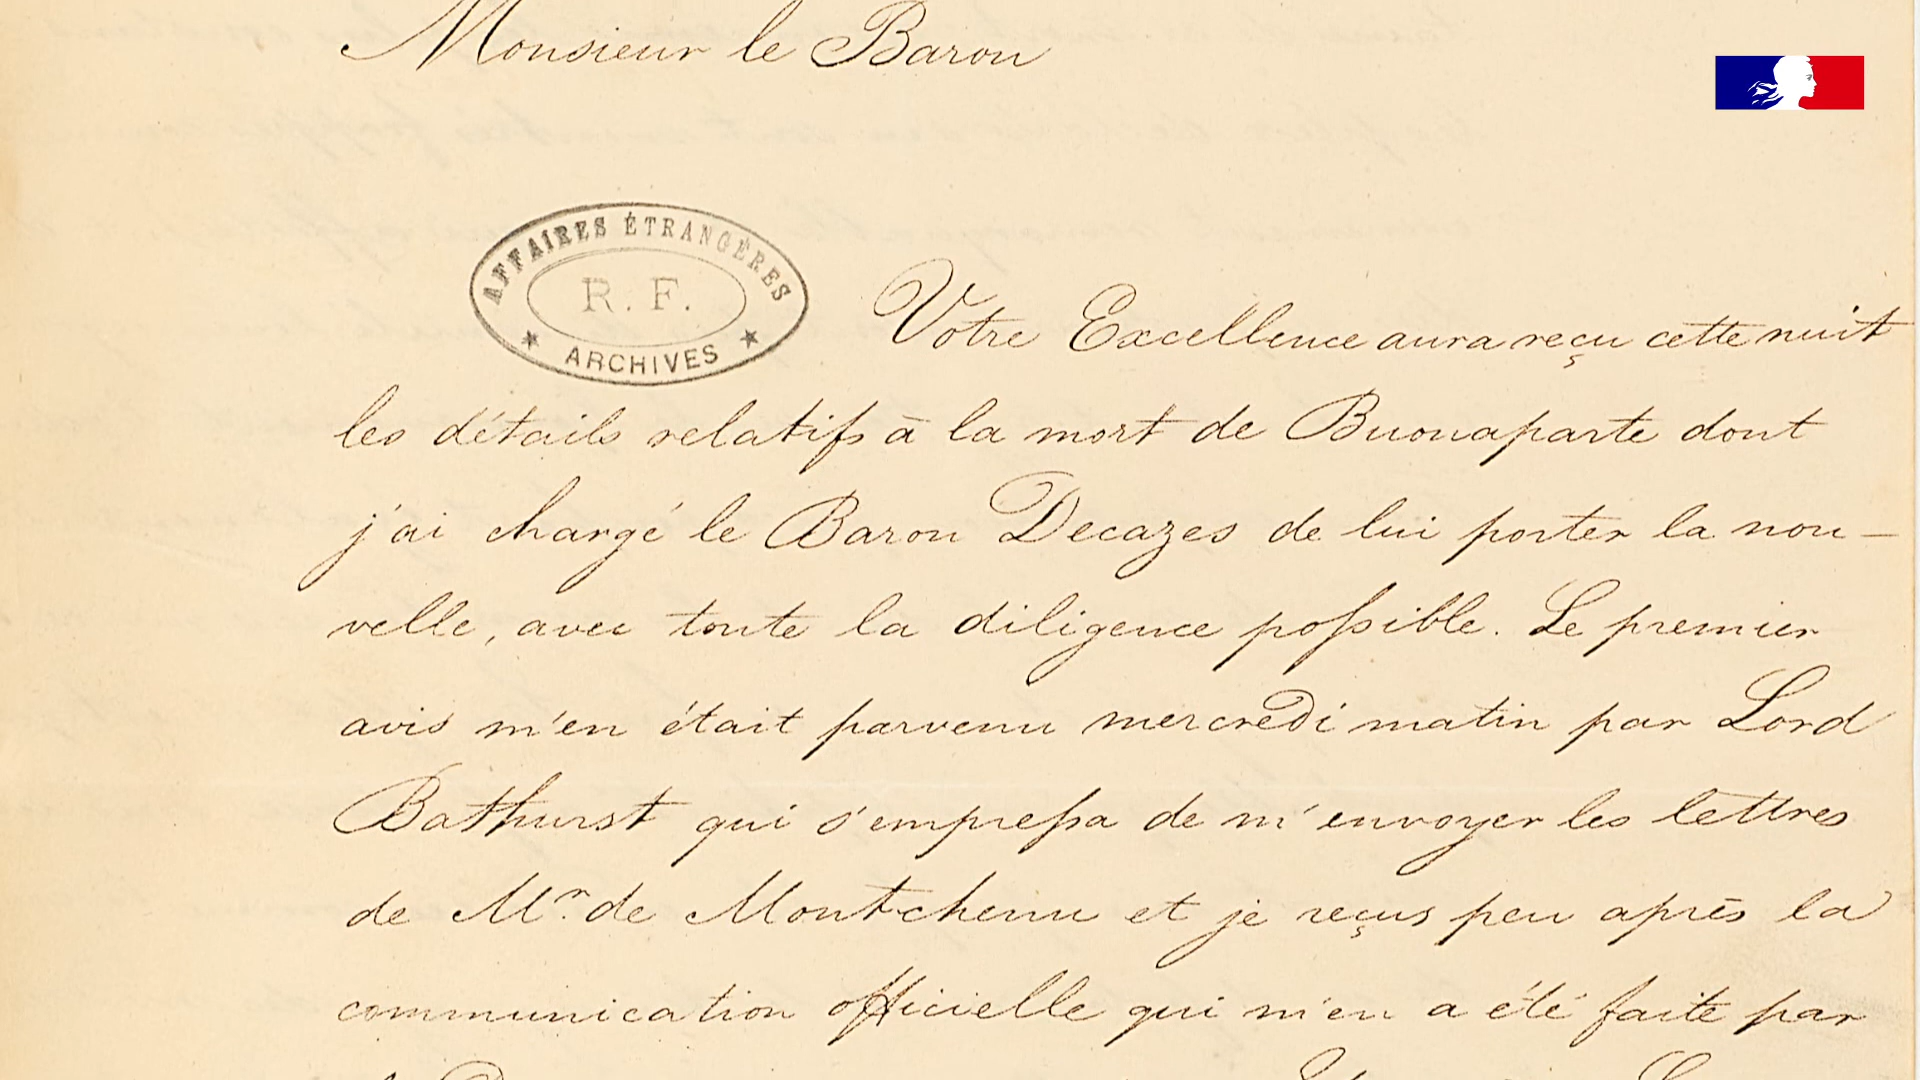 Monsieur le Baron
AFFAIRES ÉTRANGÈRES
R. F.
ARCHIVES
Votre Excellence aura reçu cette nuit
les détails relatifs à la mort de Buonaparte dont
j'ai chargé le Baron Decazes de lui porter la nou–
velle, avec toute la diligence possible. Le premier
avis m'en était parvenu mercredi matin par Lord
Bathurst qui s'empressa de m'envoyer les lettres
de Mr. de Montchenu et je reçus peu après la
communication officielle qui m'en a été faite par